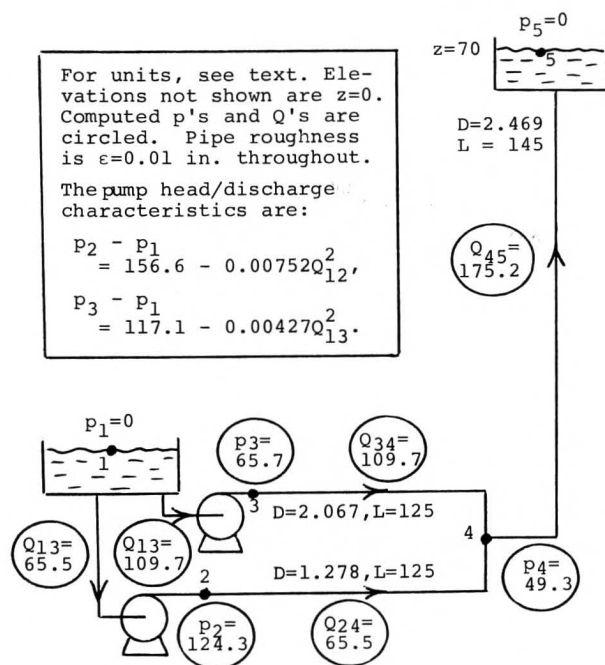 p5=0
z=70
5
For units, see text. Ele-
vations not shown are z=0.
Computed p's and Q's are
circled. Pipe roughness
is ε=0.01 in. throughout.
The pump head/discharge
characteristics are:
p2 - p1
= 156.6 - 0.00752Q²12,
p3 - p1
= 117.1 - 0.00427Q²13.
D=2.469
L = 145
Q45=
175.2
p1=0
1
p3=
65.7
Q34=
109.7
3
D=2.067,L=125
Q13=
65.5
Q13=
109.7
4
2
D=1.278,L=125
p4=
49.3
p2=
124.3
Q24=
65.5